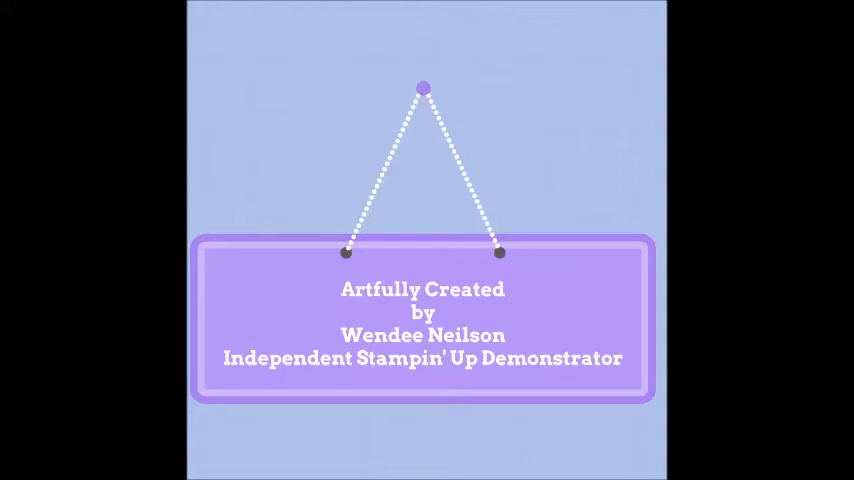 Artfully Created
by
Wendee Neilson
Independent Stampin' Up Demonstrator